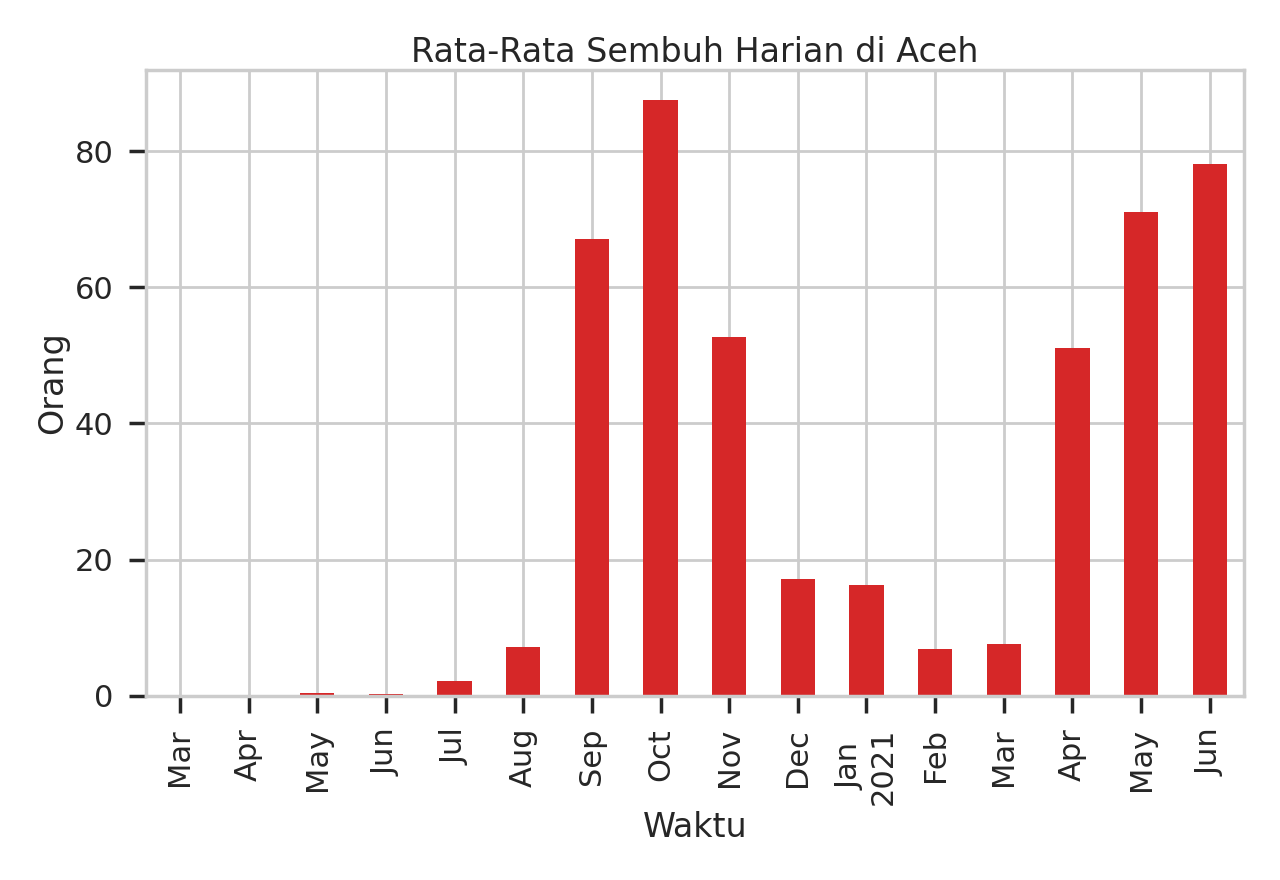 Rata-Rata Sembuh Harian di Aceh
80
60
40
20
0
Orang
Mar
Apr
May
Jun
Jul
Aug
Sep
Oct
Nov
Dec
Jan
2021
Feb
Mar
Apr
May
Jun
Waktu